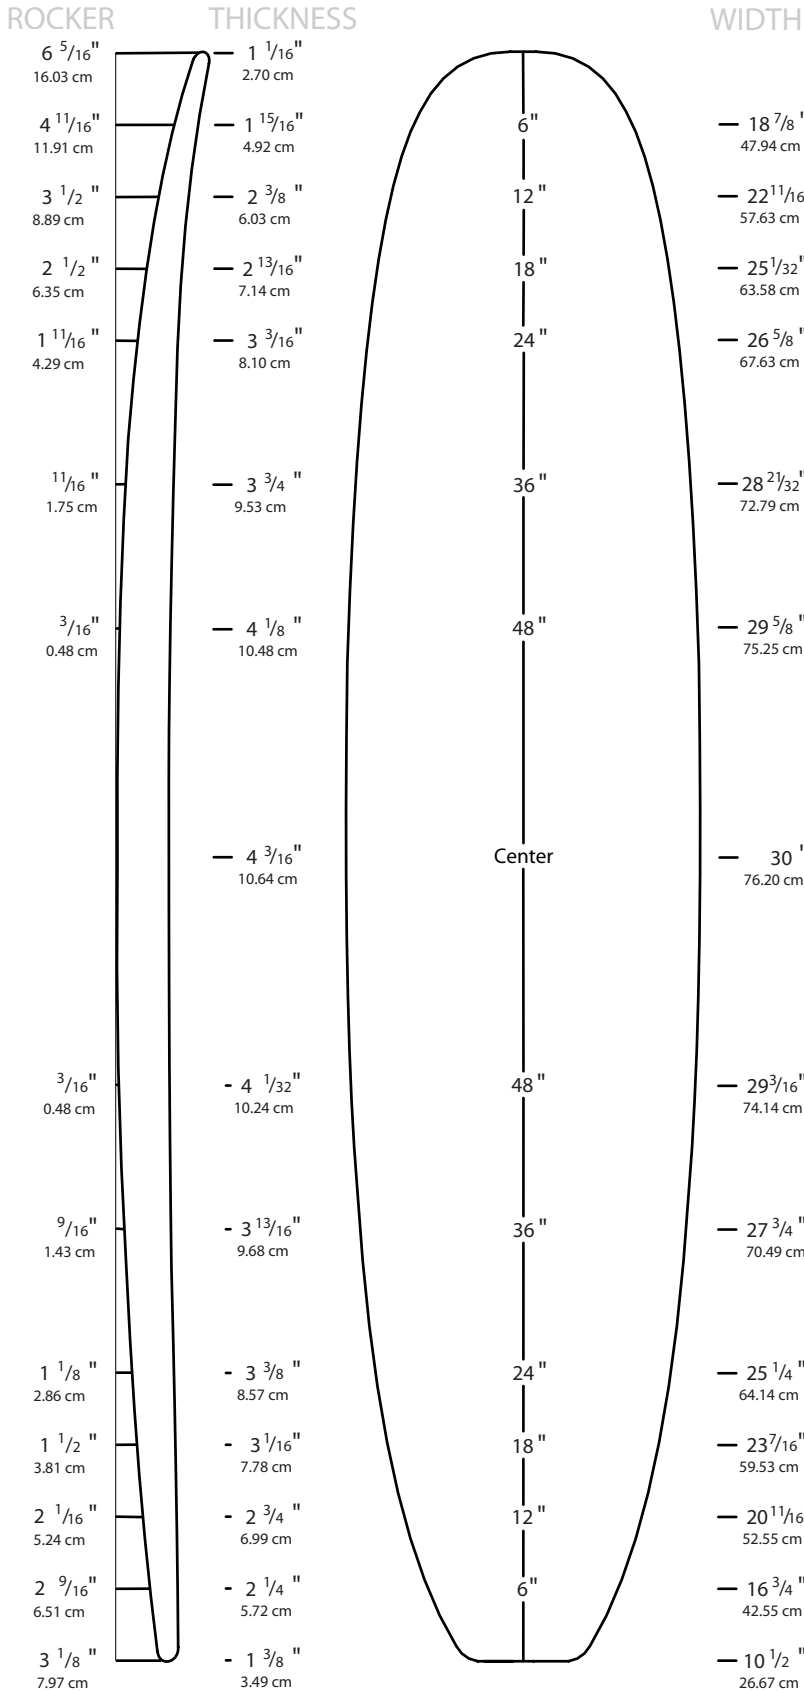 ROCKER THICKNESS WIDTH
6 5/16" 1 1/16"
16.03 cm 2.70 cm
4 11/16" 1 15/16" 6" 18 7/8 "
11.91 cm 4.92 cm 47.94 cm
3 1/2 " 2 3/8 " 12" 22 11/16
8.89 cm 6.03 cm 57.63 cm
2 1/2 " 2 13/16" 18" 25 1/32"
6.35 cm 7.14 cm 63.58 cm
1 11/16 " 3 3/16" 24" 26 5/8 "
4.29 cm 8.10 cm 67.63 cm
11/16 " 3 3/4 " 36" 28 21/32"
1.75 cm 9.53 cm 72.79 cm
3/16" 4 1/8 " 48" 29 5/8 "
0.48 cm 10.48 cm 75.25 cm
4 3/16" Center 30 "
10.64 cm 76.20 cm
3/16" 4 1/32" 48" 29 3/16"
0.48 cm 10.24 cm 74.14 cm
9/16" 3 13/16" 36" 27 3/4 "
1.43 cm 9.68 cm 70.49 cm
1 1/8 " 3 3/8 " 24" 25 1/4 "
2.86 cm 8.57 cm 64.14 cm
1 1/2 " 3 1/16" 18" 23 7/16"
3.81 cm 7.78 cm 59.53 cm
2 1/16 " 2 3/4 " 12" 20 11/16
5.24 cm 6.99 cm 52.55 cm
2 9/16" 2 1/4 " 6" 16 3/4 "
6.51 cm 5.72 cm 42.55 cm
3 1/8 " 1 3/8 " 10 1/2 "
7.97 cm 3.49 cm 26.67 cm